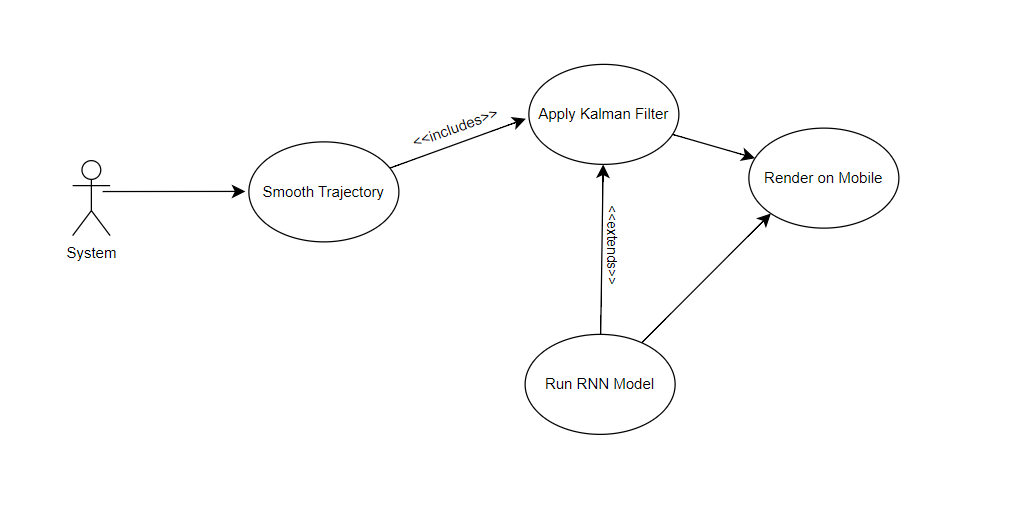 System
Smooth Trajectory
<<includes>>
Apply Kalman Filter
<<extends>>
Render on Mobile
Run RNN Model